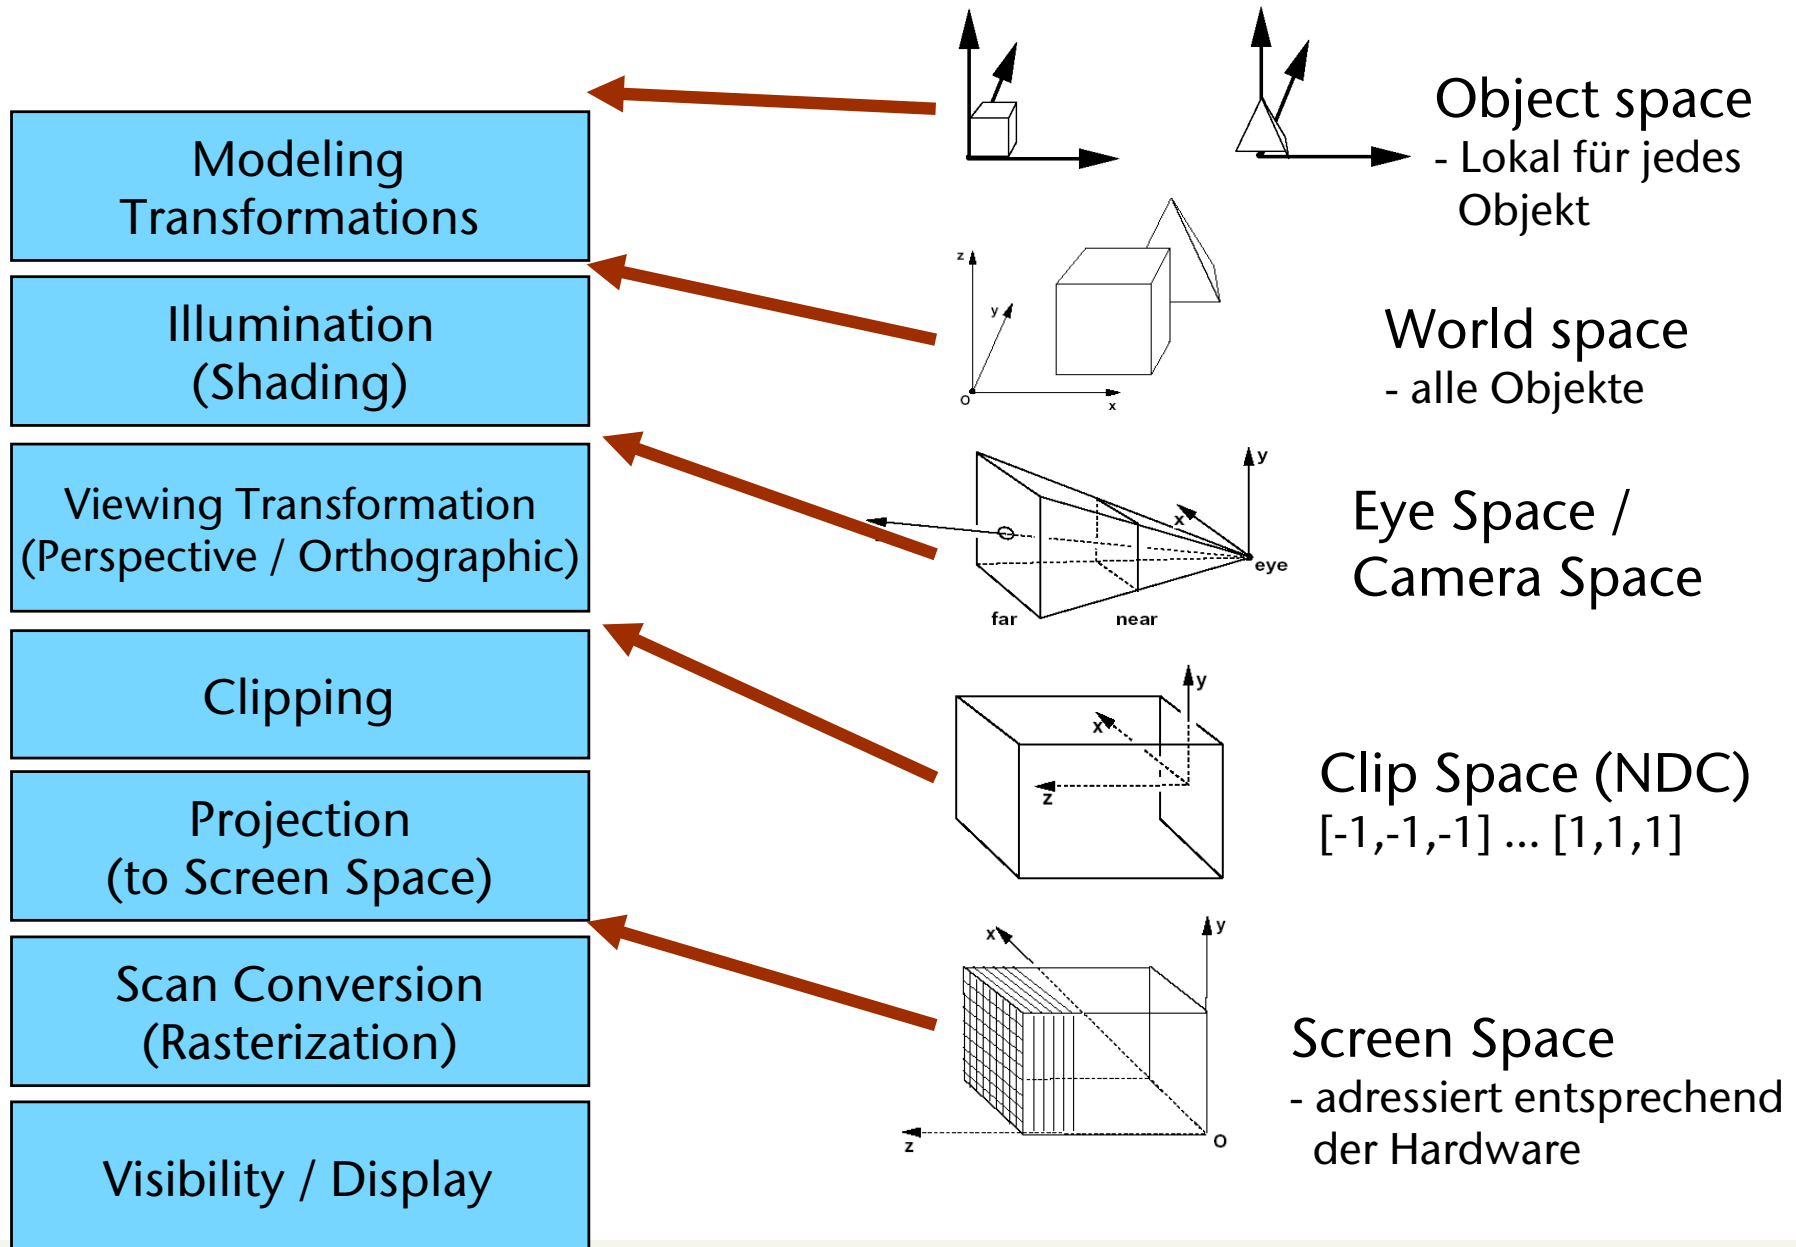 Modeling
Transformations
Illumination
(Shading)
Viewing Transformation
(Perspective / Orthographic)
Clipping
Projection
(to Screen Space)
Scan Conversion
(Rasterization)
Visibility / Display
Object space
- Lokal für jedes
Objekt
z
y
O
x
World space
- alle Objekte
y
x
eye
far
near
Eye Space /
Camera Space
y
x
z
Clip Space (NDC)
[-1,-1,-1] ... [1,1,1]
x
y
z
O
Screen Space
- adressiert entsprechend
der Hardware